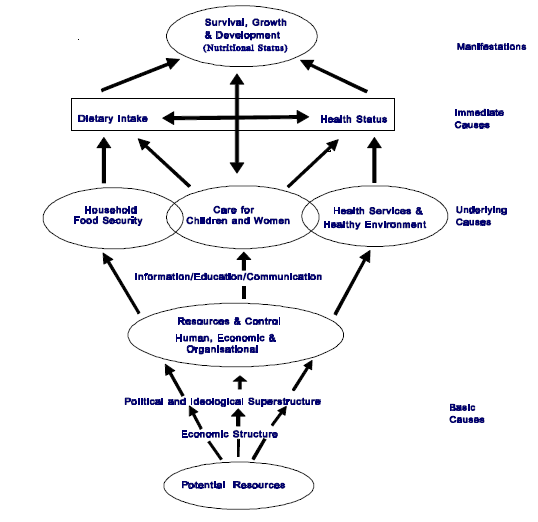 Survival, Growth
& Development
(Nutritional Status)
Manifestations
Dietary Intake
Health Status
Immediate
Causes
Household
Food Security
Care for
Children and Women
Health Services &
Healthy Environment
Underlying
Causes
Information/Education/Communication
Resources & Control
Human, Economic &
Organisational
Political and Ideological Superstructure
Economic Structure
Basic
Causes
Potential Resources